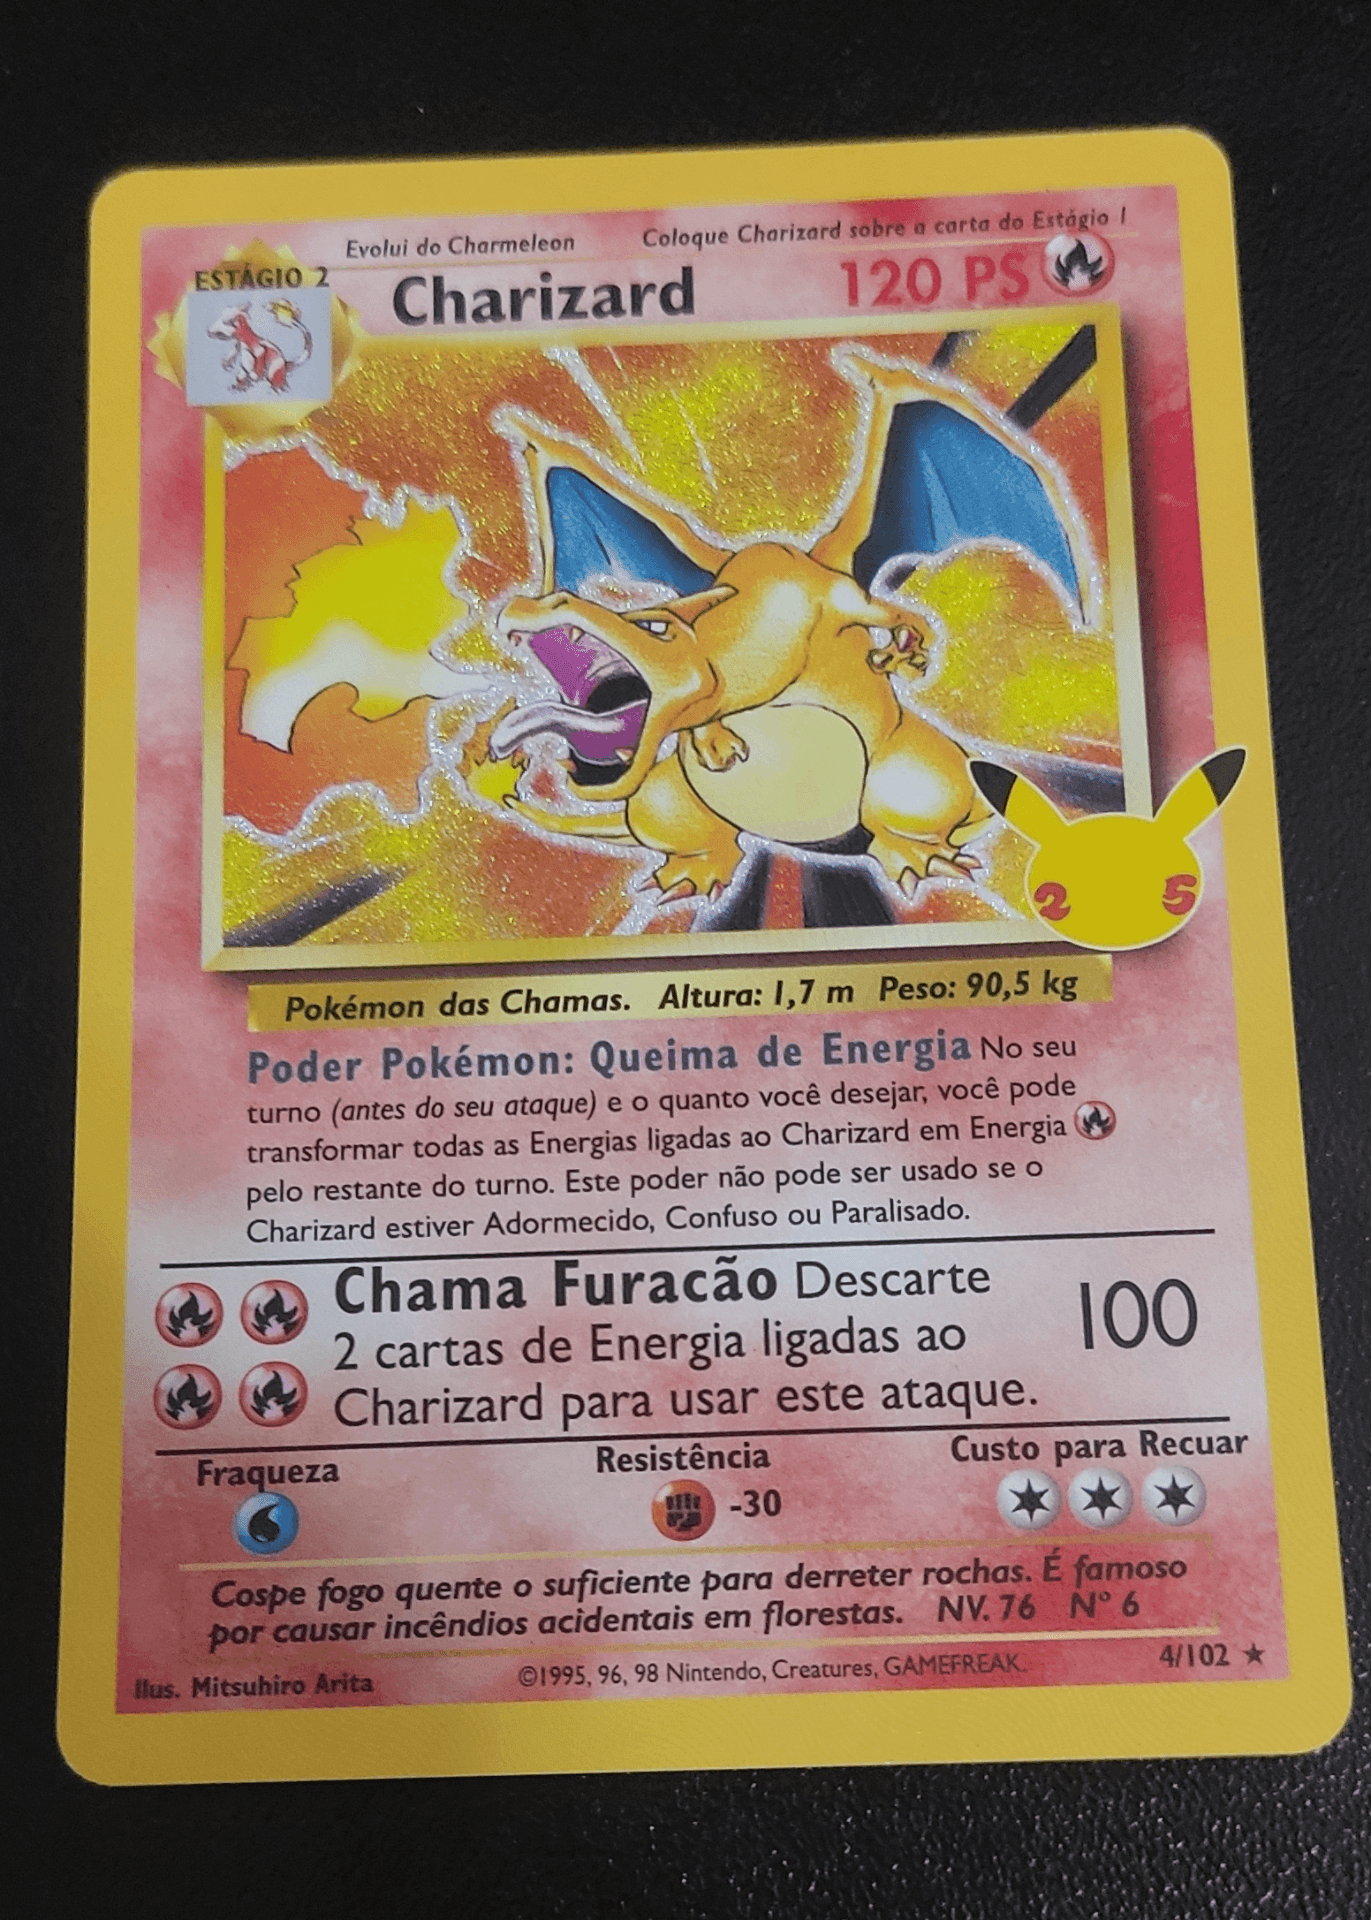 Evolui do Charmeleon Coloque Charizard sobre a carta do Estágio 1
ESTÁGIO 2
Charizard 120 PS
25
Pokémon das Chamas. Altura: 1,7 m Peso: 90,5 kg
Poder Pokémon: Queima de Energia No seu
turno (antes do seu ataque) e o quanto você desejar, você pode
transformar todas as Energias ligadas ao Charizard em Energia
pelo restante do turno. Este poder não pode ser usado se o
Charizard estiver Adormecido, Confuso ou Paralisado.
Chama Furacão Descarte
2 cartas de Energia ligadas ao
Charizard para usar este ataque.
100
Fraqueza Resistência Custo para Recuar
-30
Cospe fogo quente o suficiente para derreter rochas. É famoso
por causar incêndios acidentais em florestas. NV. 76 Nº 6
Ilus. Mitsuhiro Arita ©1995, 96, 98 Nintendo, Creatures, GAMEFREAK. 4/102 ★